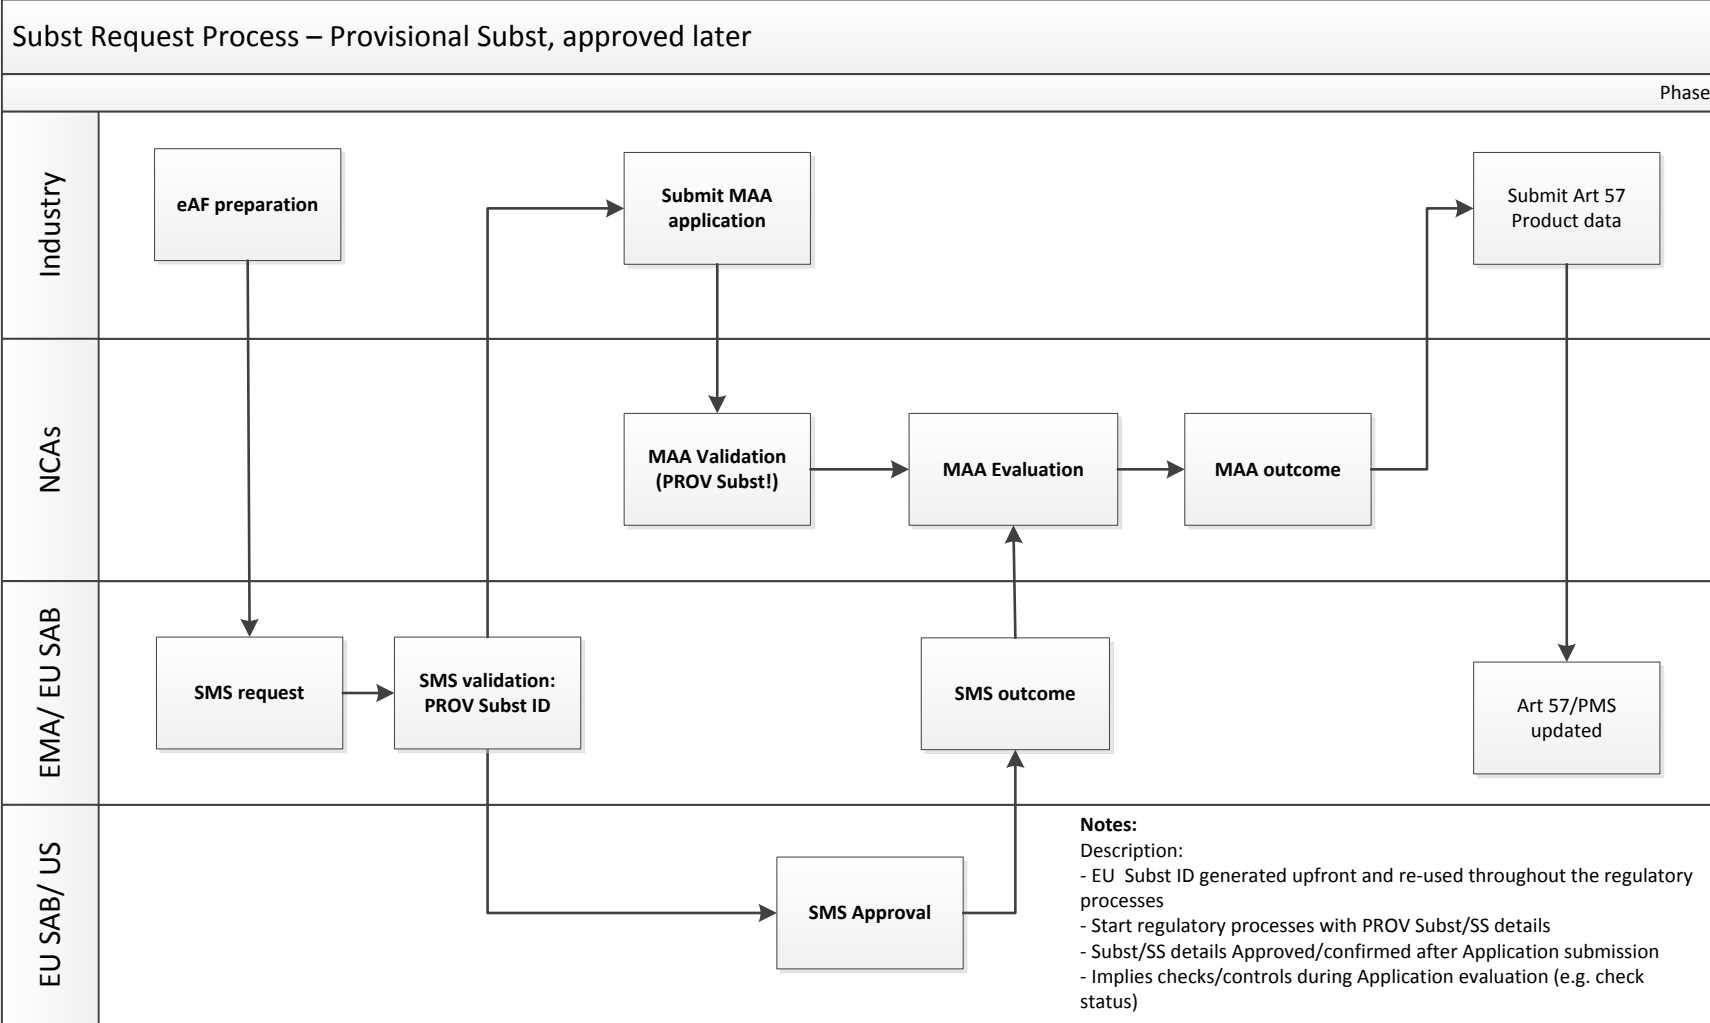 Subst Request Process – Provisional Subst, approved later
Phase
Industry
eAF preparation
Submit MAA
application
Submit Art 57
Product data
NCAs
MAA Validation
(PROV Subst!)
MAA Evaluation
MAA outcome
EMA/ EU SAB
SMS request
SMS validation:
PROV Subst ID
SMS outcome
Art 57/PMS
updated
EU SAB/ US
SMS Approval
Notes:
Description:
- EU  Subst ID generated upfront and re-used throughout the regulatory
processes
- Start regulatory processes with PROV Subst/SS details
- Subst/SS details Approved/confirmed after Application submission
- Implies checks/controls during Application evaluation (e.g. check
status)